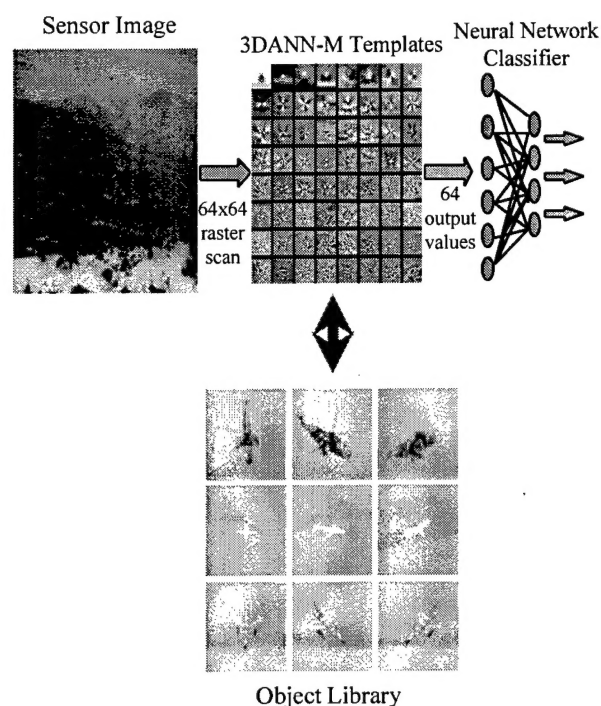 Sensor Image
3DANN-M Templates
Neural Network
Classifier
64x64
raster
scan
64
output
values
Object Library